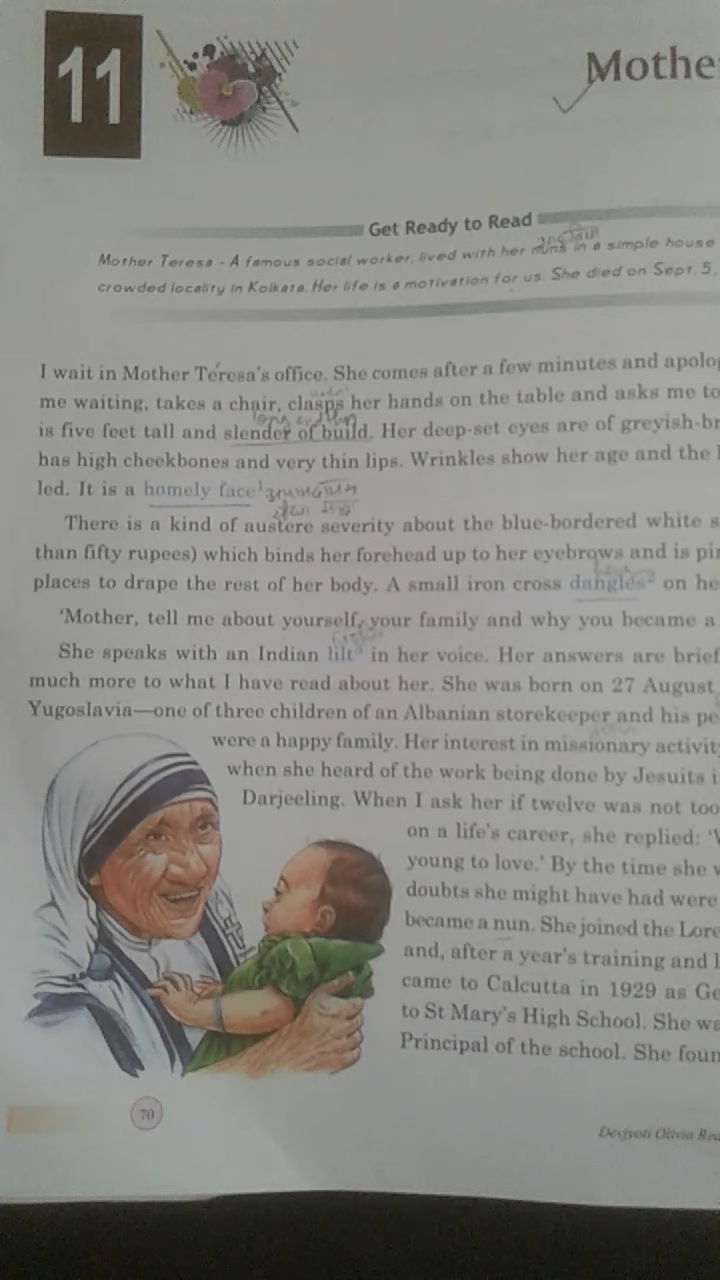 11
Mothe
Get Ready to Read
Mother Teresa - A famous social worker, lived with her nuns in a simple house
crowded locality in Kolkata. Her life is a motivation for us. She died on Sept. 5,
I wait in Mother Teresa's office. She comes after a few minutes and apolog
me waiting, takes a chair, clasps her hands on the table and asks me to
long and thin
is five feet tall and slender of build. Her deep-set eyes are of greyish-br
has high cheekbones and very thin lips. Wrinkles show her age and the
led. It is a homely face1
There is a kind of austere severity about the blue-bordered white s
than fifty rupees) which binds her forehead up to her eyebrows and is pin
places to drape the rest of her body. A small iron cross dangles2 on he
'Mother, tell me about yourself, your family and why you became a
She speaks with an Indian lilt3 in her voice. Her answers are brief
much more to what I have read about her. She was born on 27 August
Yugoslavia—one of three children of an Albanian storekeeper and his pe
were a happy family. Her interest in missionary activit
when she heard of the work being done by Jesuits i
Darjeeling. When I ask her if twelve was not too
on a life's career, she replied: '
young to love.' By the time she
doubts she might have had were
became a nun. She joined the Lore
and, after a year's training and
came to Calcutta in 1929 as Ge
to St Mary's High School. She wa
Principal of the school. She foun
70
Devjyoti Olivia